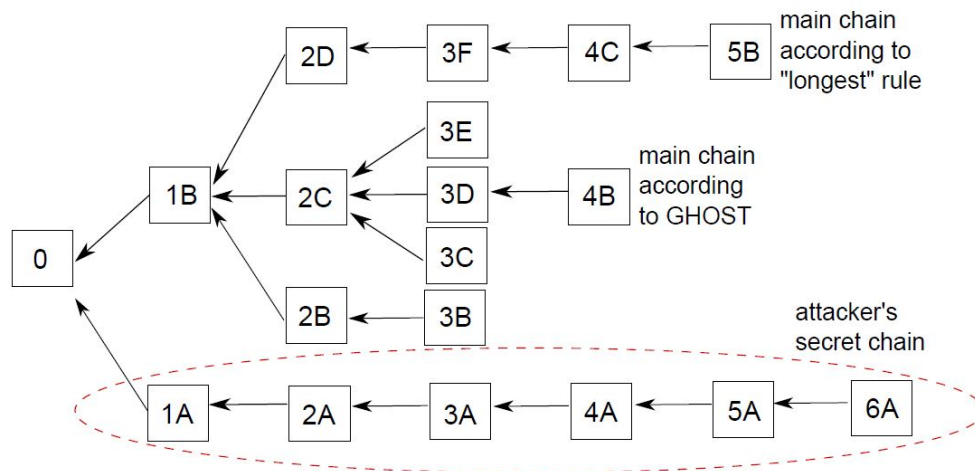 2D
3F
4C
5B
main chain
according to
"longest" rule
3E
1B
2C
3D
4B
main chain
according
to GHOST
0
3C
2B
3B
attacker's
secret chain
1A
2A
3A
4A
5A
6A